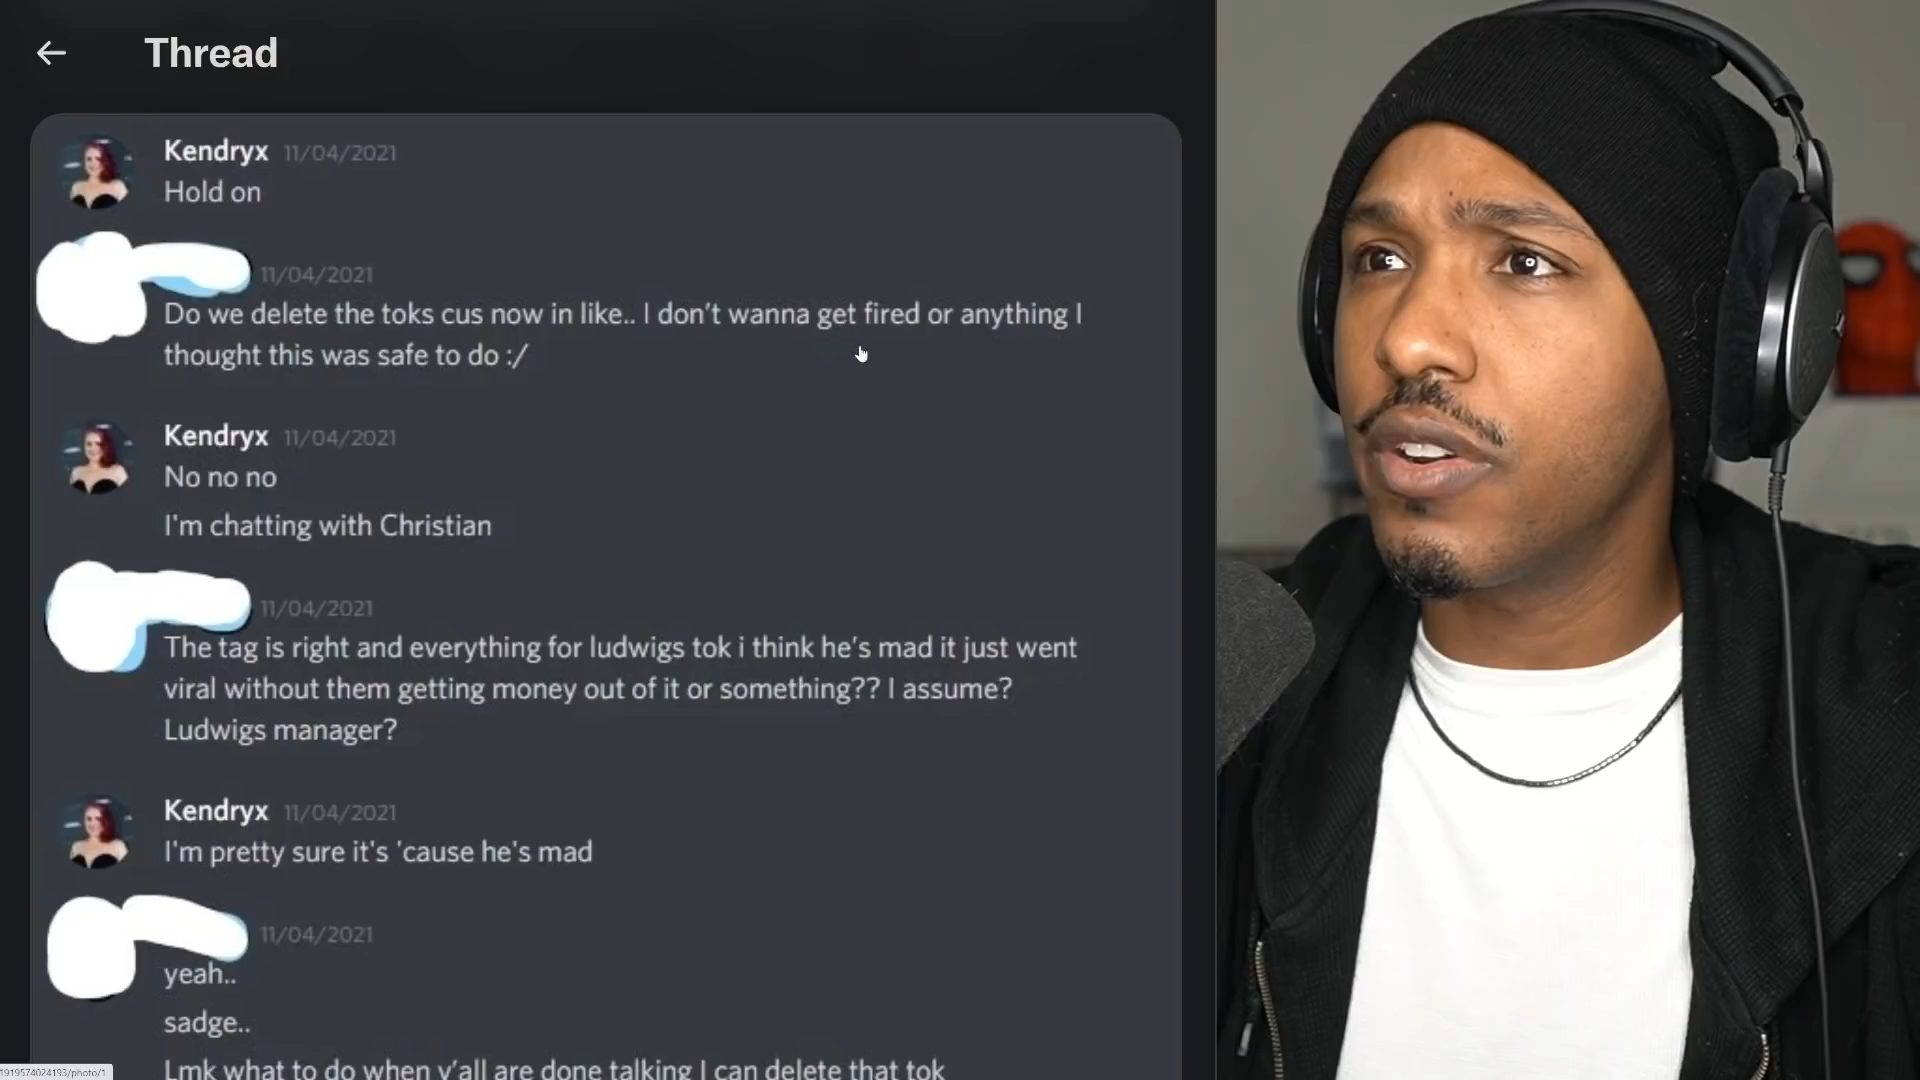 Thread
Kendryx 11/04/2021
Hold on
11/04/2021
Do we delete the toks cus now in like.. I don't wanna get fired or anything I
thought this was safe to do :/
Kendryx 11/04/2021
No no no
I'm chatting with Christian
11/04/2021
The tag is right and everything for ludwigs tok i think he's mad it just went
viral without them getting money out of it or something?? I assume?
Ludwigs manager?
Kendryx 11/04/2021
I'm pretty sure it's 'cause he's mad
11/04/2021
yeah..
sadge..
Lmk what to do when y'all are done talking I can delete that tok
1919574024193/photo/1